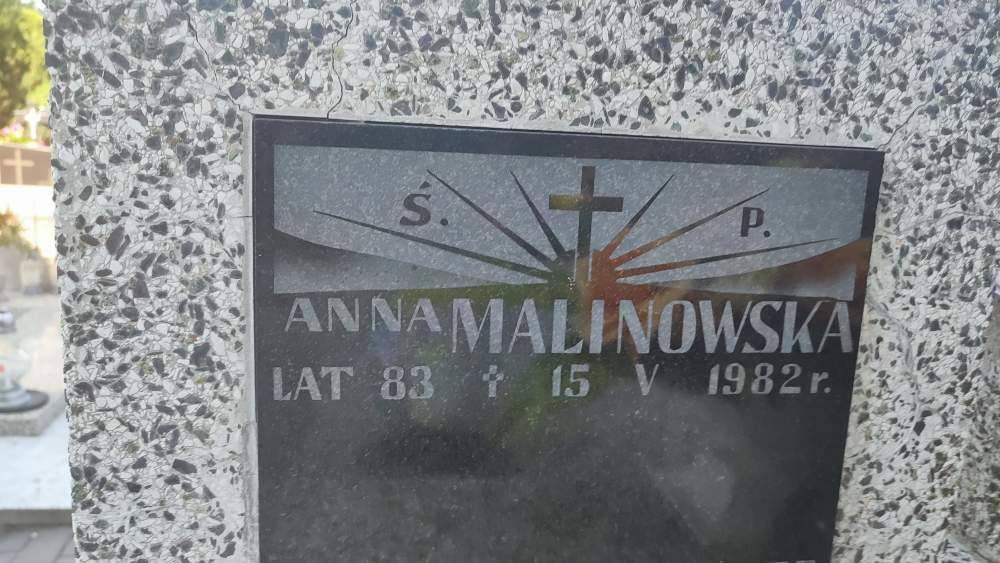 Ś. P.
ANNA MALINOWSKA
LAT 83 † 15 V 1982 r.